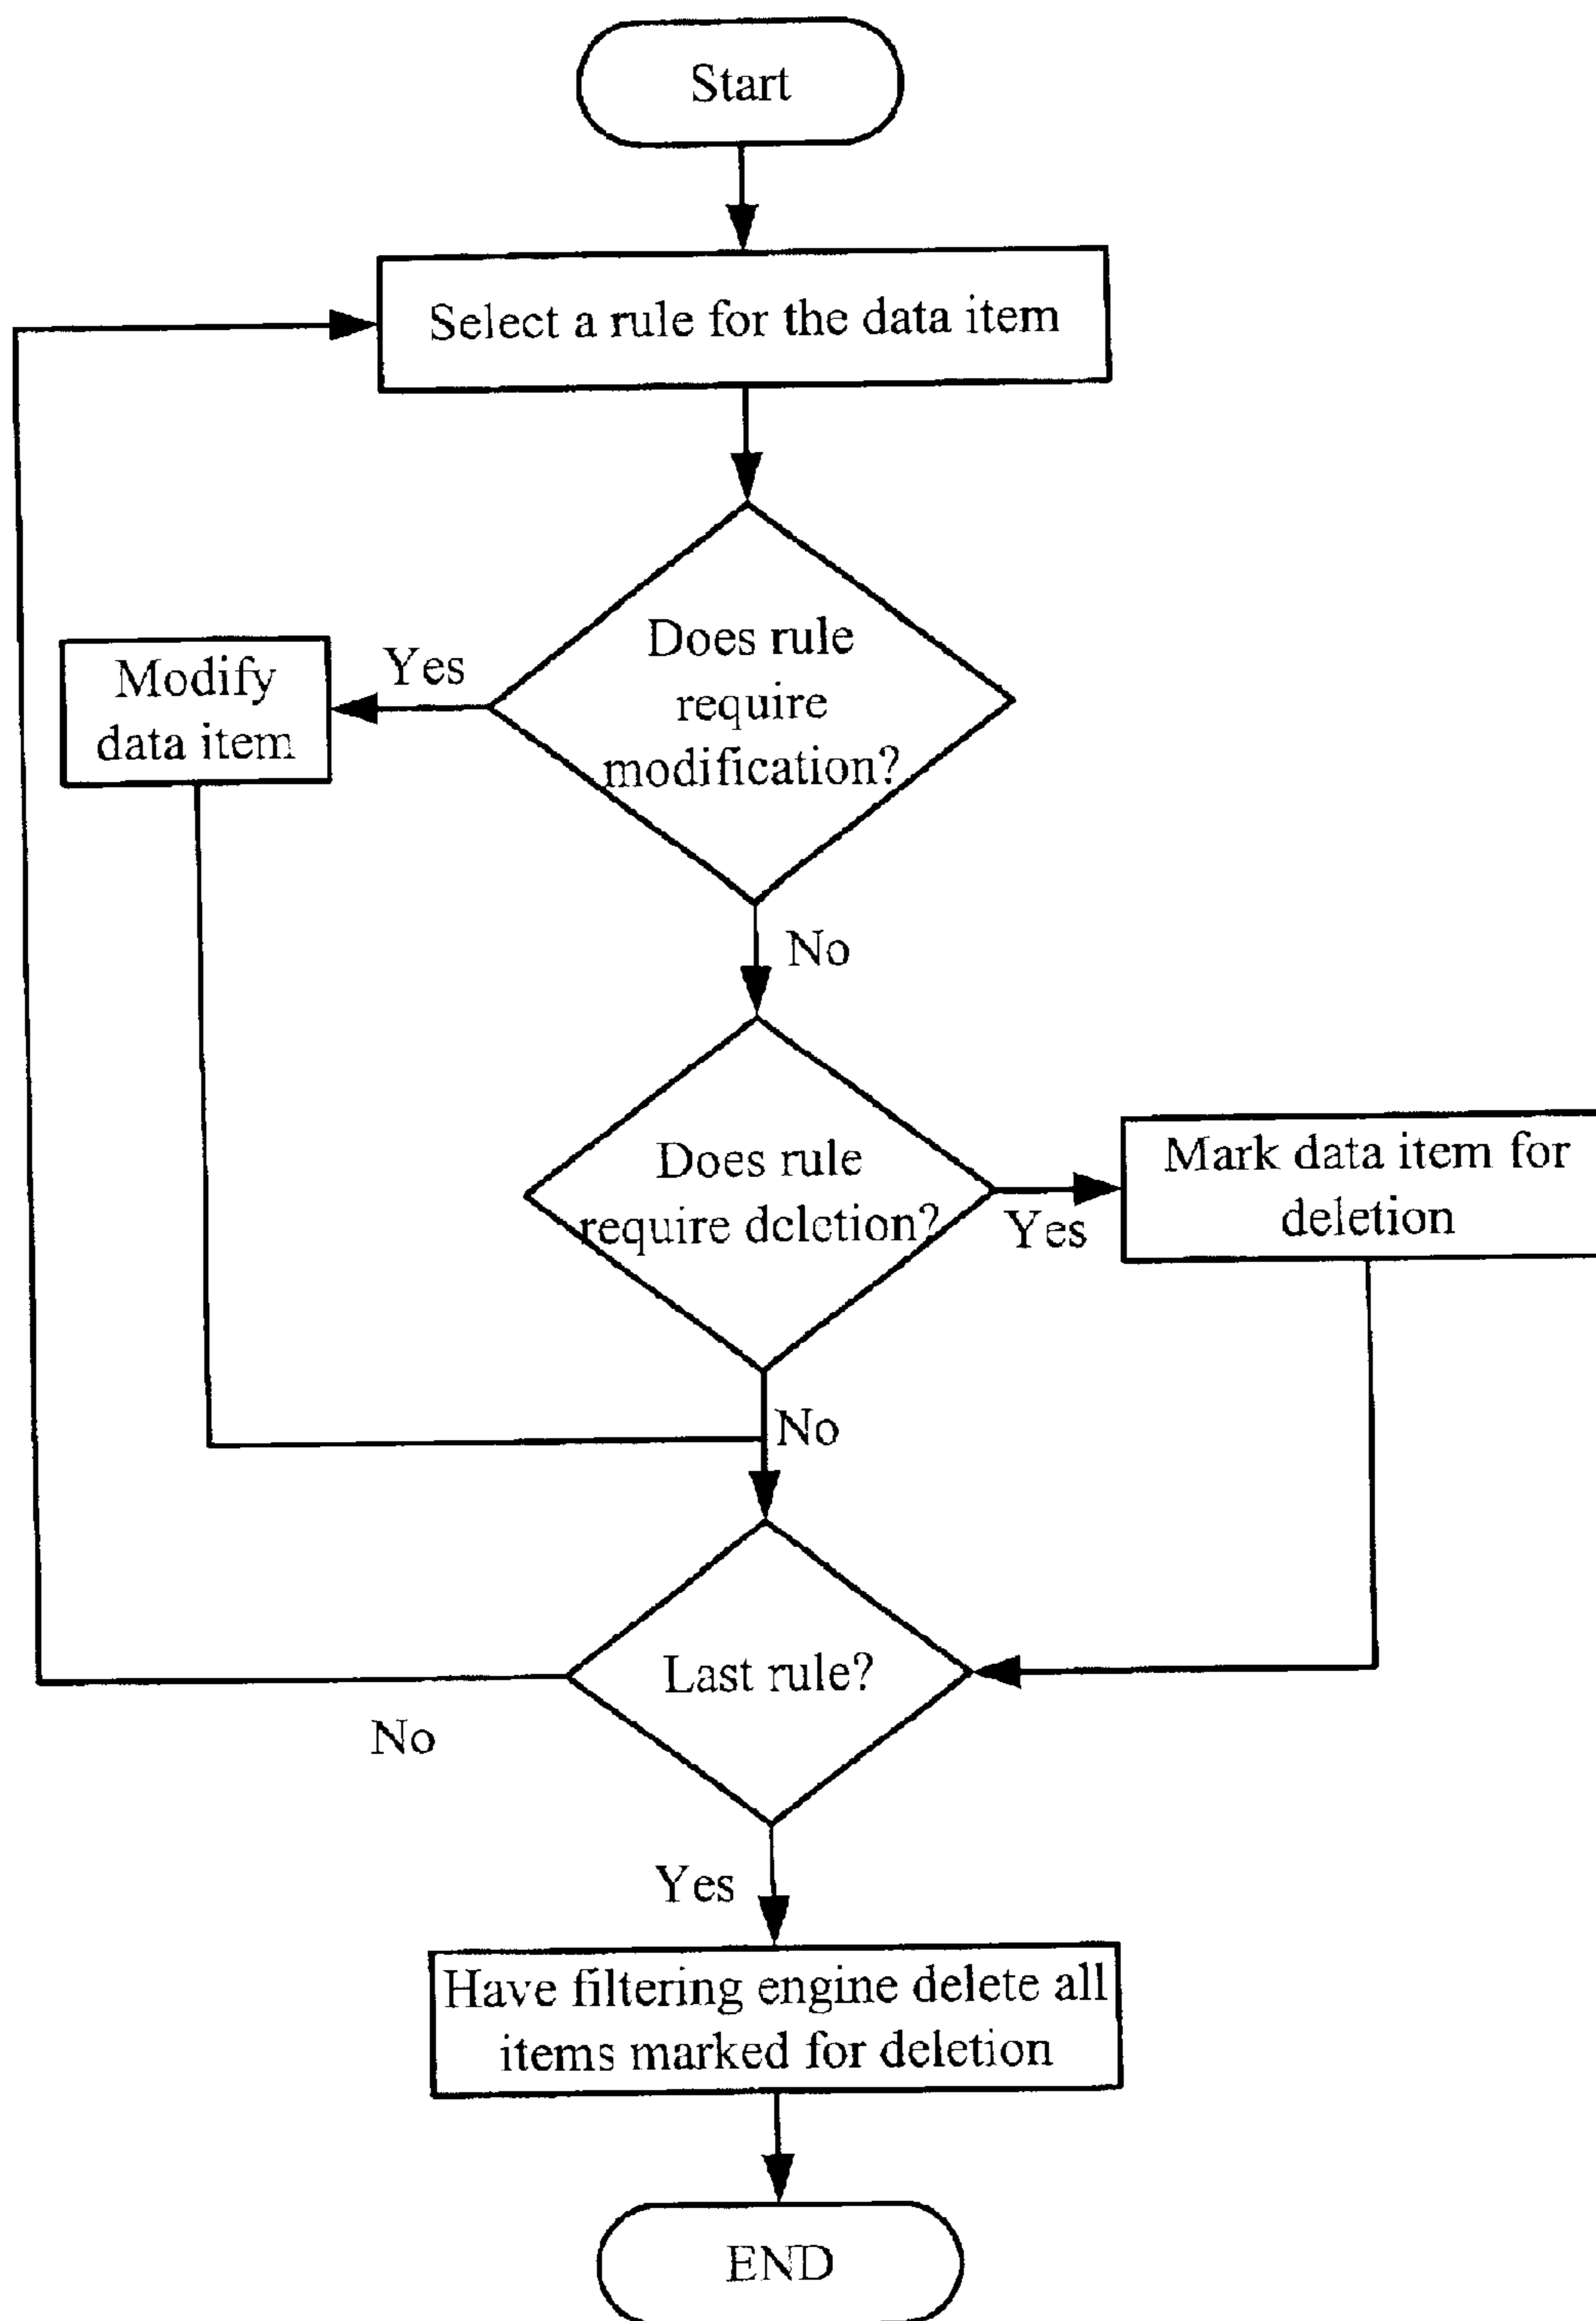 Start
Select a rule for the data item
Does rule
require
modification?
Yes
Modify
data item
No
Does rule
require deletion?
Yes
Mark data item for
deletion
No
Last rule?
No
Yes
Have filtering engine delete all
items marked for deletion
END